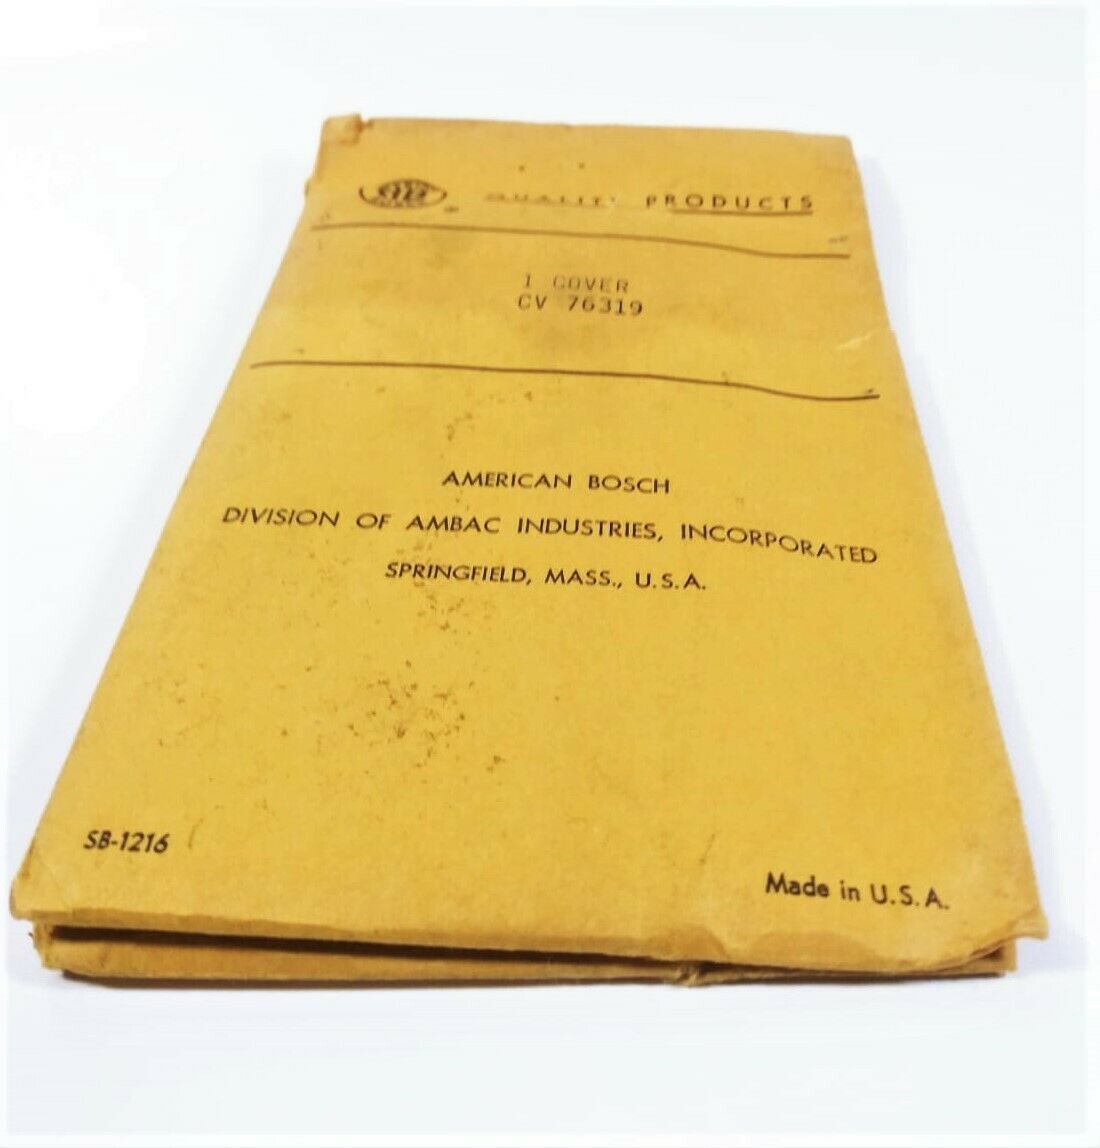 QUALITY PRODUCTS
1 COVER
CV 76319
AMERICAN BOSCH
DIVISION OF AMBAC INDUSTRIES, INCORPORATED
SPRINGFIELD, MASS., U.S.A.
SB-1216
Made in U.S.A.